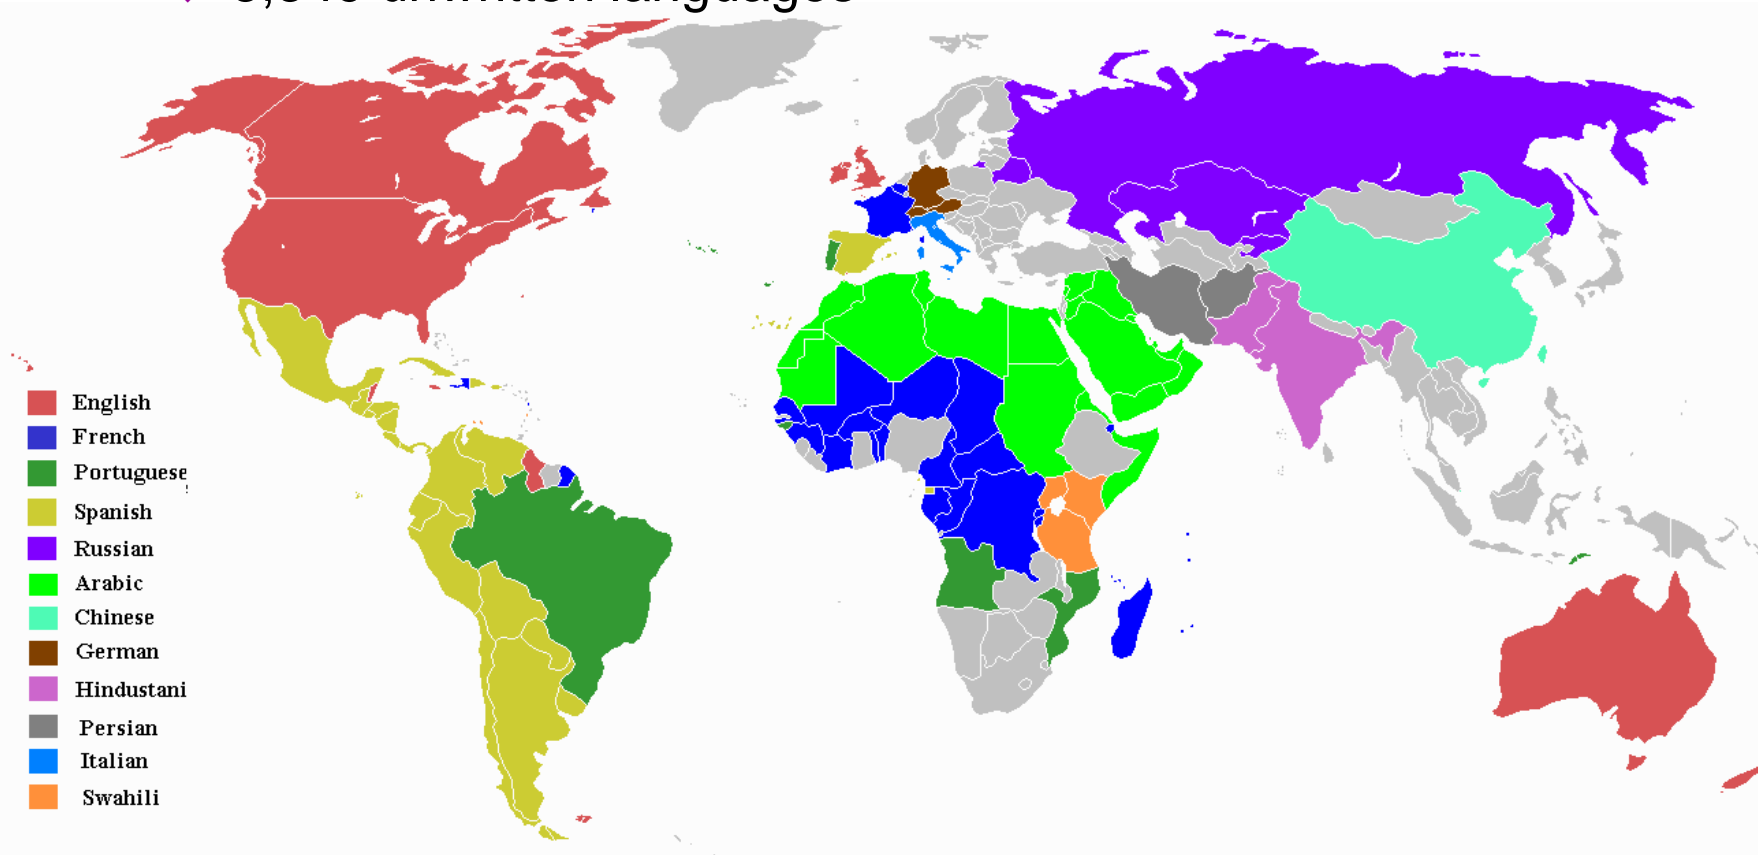 English
French
Portuguese
Spanish
Russian
Arabic
Chinese
German
Hindustani
Persian
Italian
Swahili